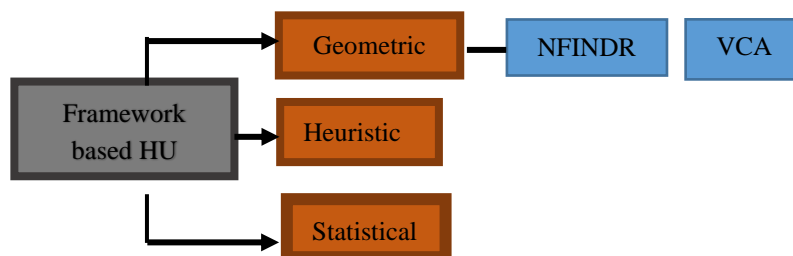 Geometric
NFINDR
VCA
Framework
based HU
Heuristic
Statistical